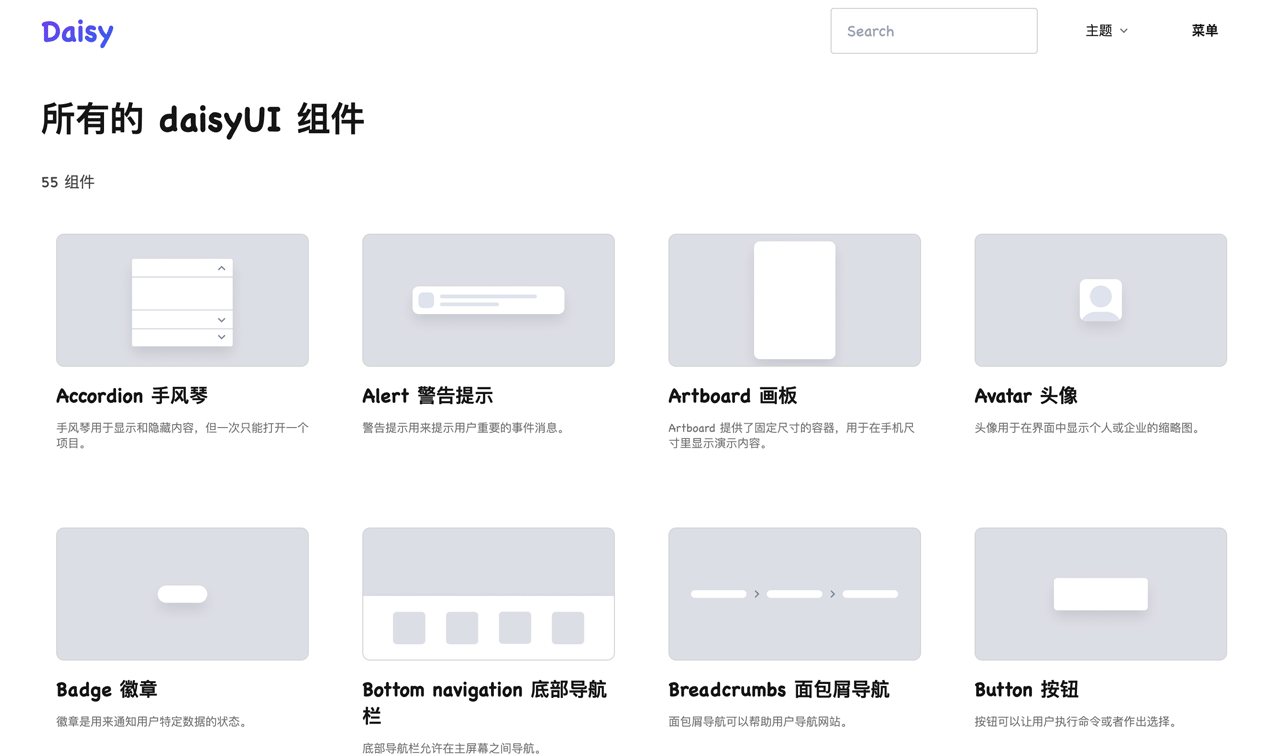 Daisy
Search
主题
菜单
所有的 daisyUI 组件
55 组件
Accordion 手风琴
手风琴用于显示和隐藏内容，但一次只能打开一个
项目。
Alert 警告提示
警告提示用来提示用户重要的事件消息。
Artboard 画板
Artboard 提供了固定尺寸的容器，用于在手机尺
寸里显示演示内容。
Avatar 头像
头像用于在界面中显示个人或企业的缩略图。
Badge 徽章
徽章是用来通知用户特定数据的状态。
Bottom navigation 底部导航
栏
底部导航栏允许在主屏幕之间导航。
Breadcrumbs 面包屑导航
面包屑导航可以帮助用户导航网站。
Button 按钮
按钮可以让用户执行命令或者作出选择。